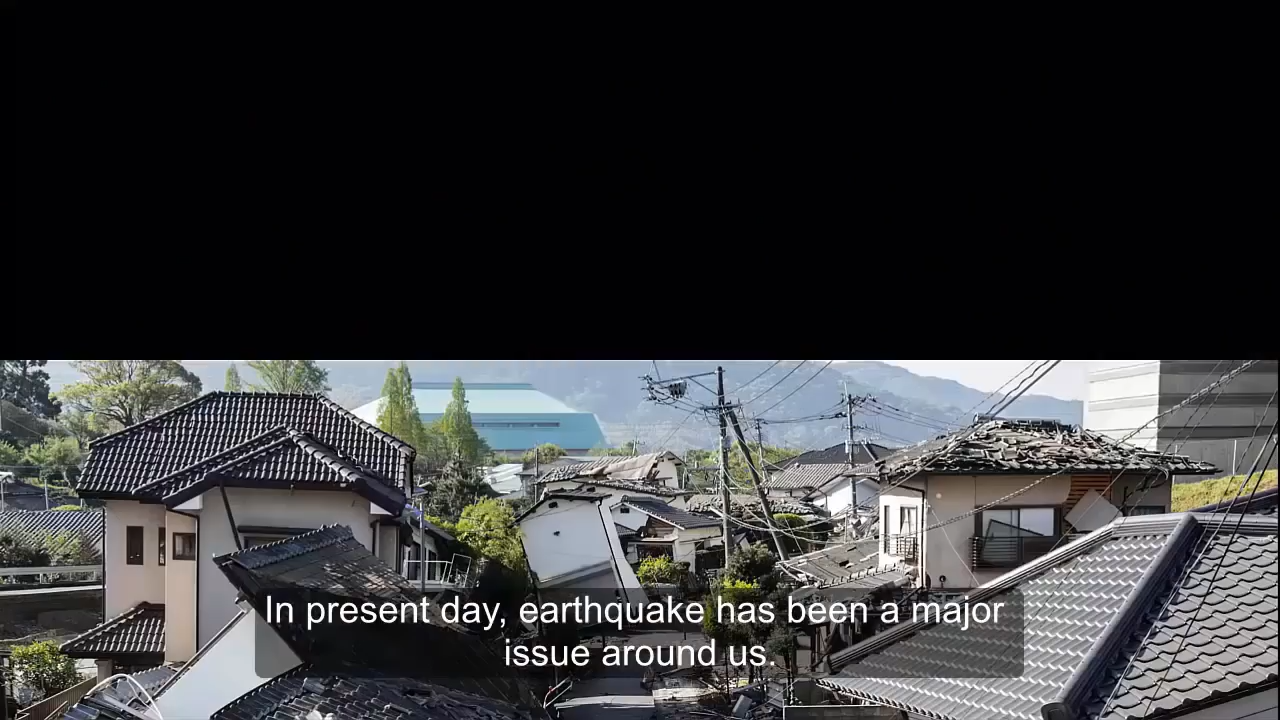 In present day, earthquake has been a major
issue around us.